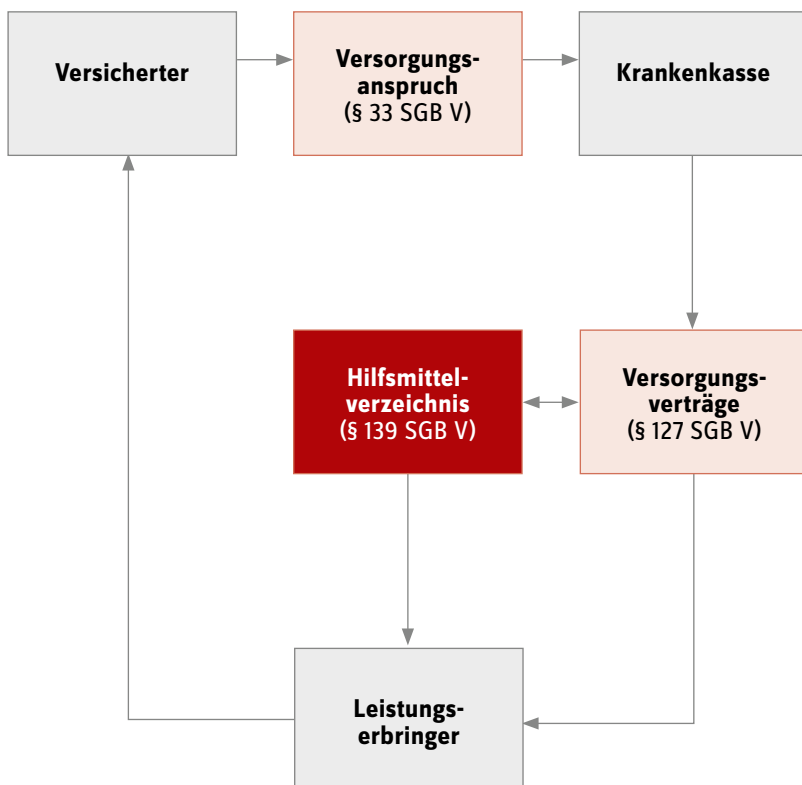 Versicherter
Versorgungs-
anspruch
(§ 33 SGB V)
Krankenkasse
Hilfsmittel-
verzeichnis
(§ 139 SGB V)
Versorgungs-
verträge
(§ 127 SGB V)
Leistungs-
erbringer